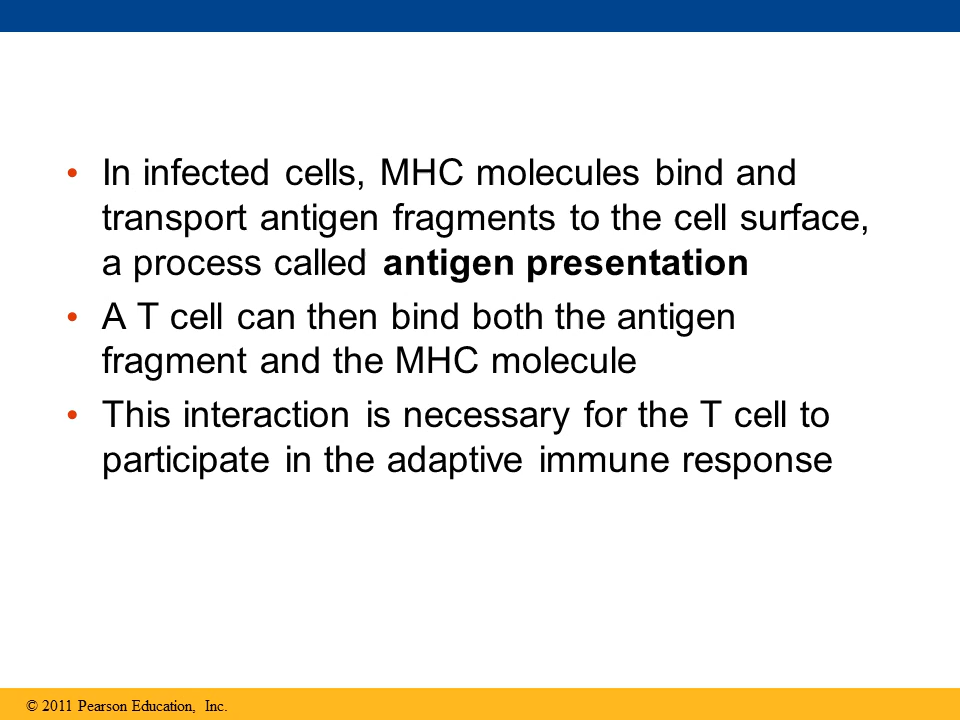 • In infected cells, MHC molecules bind and
transport antigen fragments to the cell surface,
a process called antigen presentation
• A T cell can then bind both the antigen
fragment and the MHC molecule
• This interaction is necessary for the T cell to
participate in the adaptive immune response
© 2011 Pearson Education, Inc.